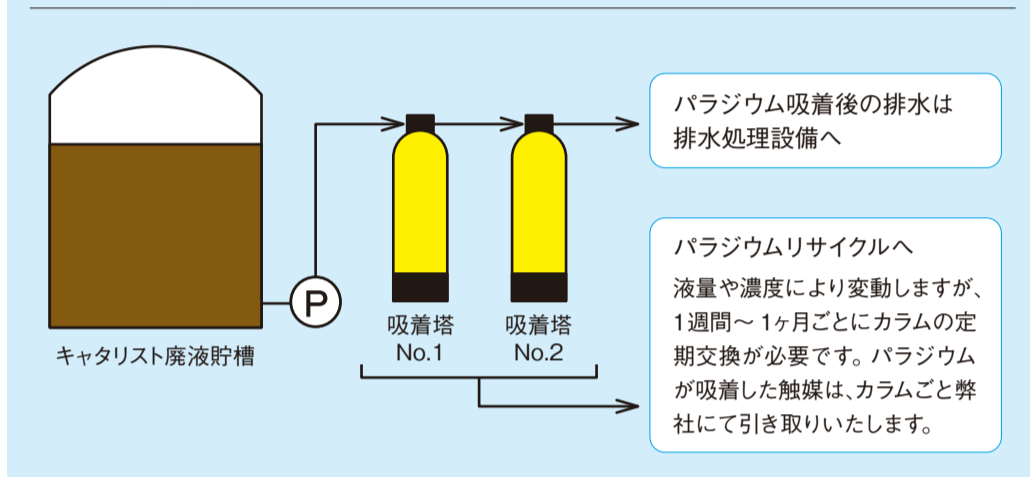 パラジウム吸着後の排水は
排水処理設備へ
P
吸着塔
No.1
吸着塔
No.2
キャタリスト廃液貯槽
パラジウムリサイクルへ
液量や濃度により変動しますが、
1週間〜1ヶ月ごとにカラムの定
期交換が必要です。パラジウム
が吸着した触媒は、カラムごと弊
社にて引き取りいたします。